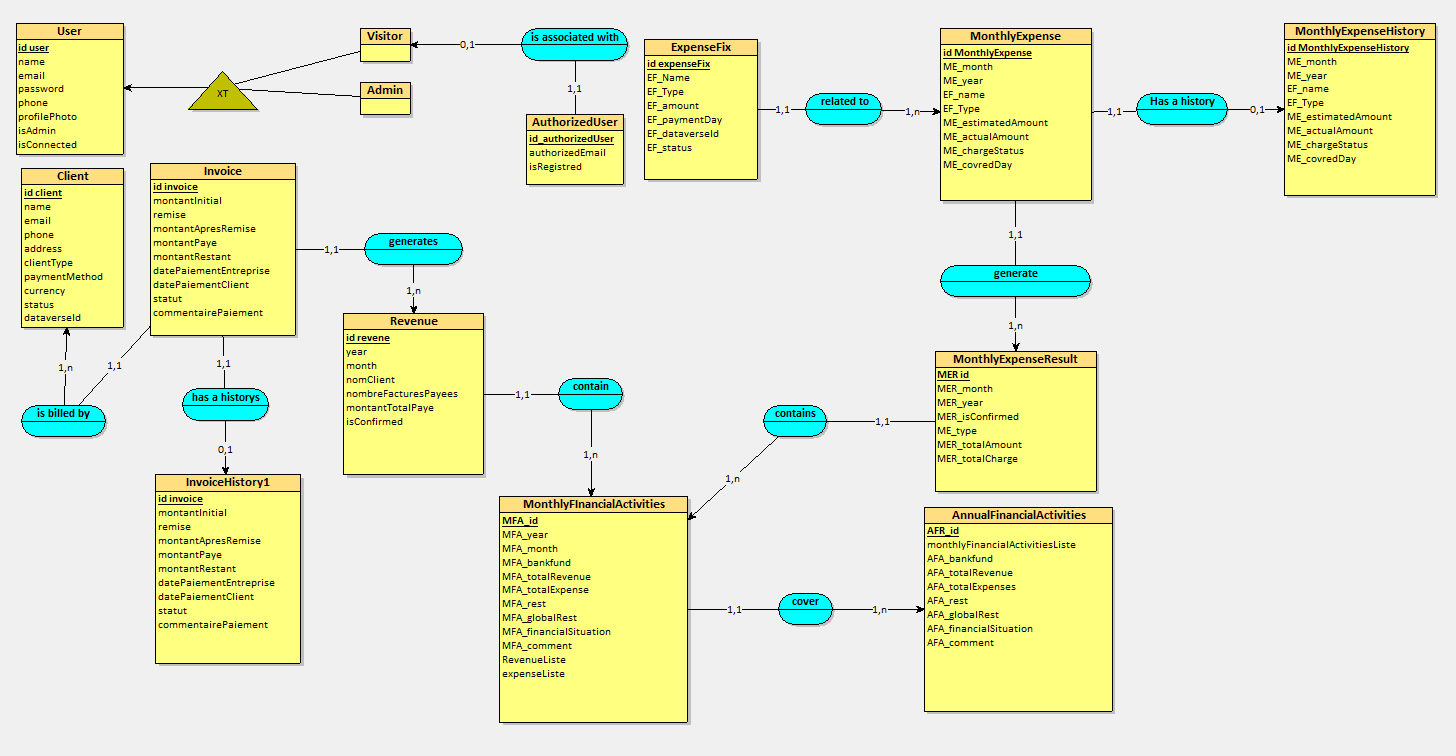 User
id user
name
email
password
phone
profilePhoto
isAdmin
isConnected
XT
Visitor
Admin
0,1
is associated with
1,1
AuthorizedUser
id_authorizedUser
authorizedEmail
isRegistred
ExpenseFix
id expenseFix
EF_Name
EF_Type
EF_amount
EF_paymentDay
EF_dataverseId
EF_status
1,1
related to
1,n
MonthlyExpense
id MonthlyExpense
ME_month
ME_year
EF_name
EF_Type
ME_estimatedAmount
ME_actualAmount
ME_chargeStatus
ME_covredDay
1,1
Has a history
0,1
MonthlyExpenseHistory
id MonthlyExpenseHistory
ME_month
ME_year
EF_name
EF_Type
ME_estimatedAmount
ME_actualAmount
ME_chargeStatus
ME_covredDay
Client
id client
name
email
phone
address
clientType
paymentMethod
currency
status
dataverseId
1,n
1,1
is billed by
Invoice
id invoice
montantInitial
remise
montantApresRemise
montantPaye
montantRestant
datePaiementEntreprise
datePaiementClient
statut
commentairePaiement
1,1
has a historys
0,1
InvoiceHistory1
id invoice
montantInitial
remise
montantApresRemise
montantPaye
montantRestant
datePaiementEntreprise
datePaiementClient
statut
commentairePaiement
1,1
generates
1,n
Revenue
id revene
year
month
nomClient
nombreFacturesPayees
montantTotalPaye
isConfirmed
1,1
contain
1,n
1,1
generate
1,n
MonthlyExpenseResult
MER id
MER_month
MER_year
MER_isConfirmed
ME_type
MER_totalAmount
MER_totalCharge
1,1
contains
1,n
MonthlyFInancialActivities
MFA_id
MFA_year
MFA_month
MFA_bankfund
MFA_totalRevenue
MFA_totalExpense
MFA_rest
MFA_globalRest
MFA_financialSituation
MFA_comment
RevenueListe
expenseListe
1,1
cover
1,n
AnnualFinancialActivities
AFR_id
monthlyFinancialActivitiesListe
AFA_bankfund
AFA_totalRevenue
AFA_totalExpenses
AFA_rest
AFA_globalRest
AFA_financialSituation
AFA_comment